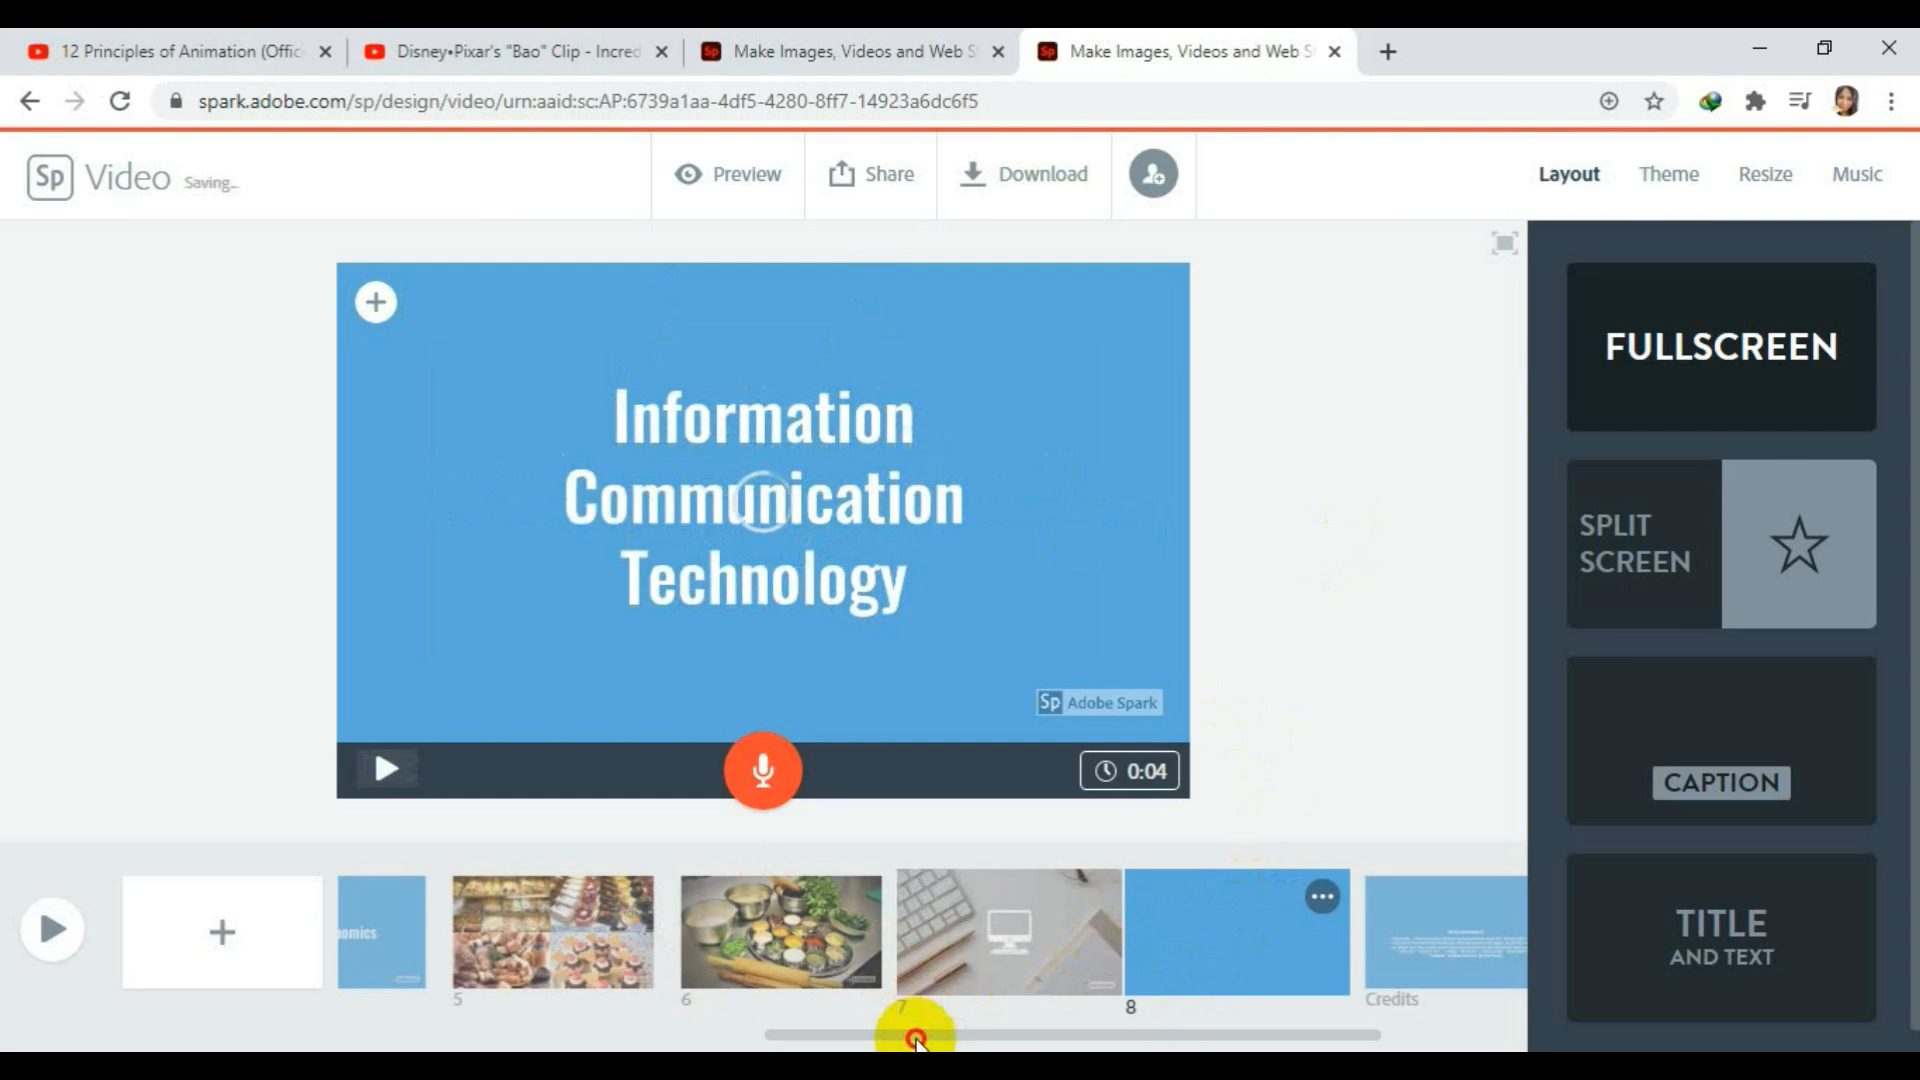 12 Principles of Animation (Offic
Disney•Pixar's "Bao" Clip - Incred
Make Images, Videos and Web S
Make Images, Videos and Web St
spark.adobe.com/sp/design/video/urn:aaid:sc:AP:6739a1aa-4df5-4280-8ff7-14923a6dc6f5
Sp Video Saving...
Preview
Share
Download
Layout
Theme
Resize
Music
Information
Communication
Technology
Sp Adobe Spark
0:04
FULLSCREEN
SPLIT
SCREEN
CAPTION
TITLE
AND TEXT
omics
5
6
7
8
Credits